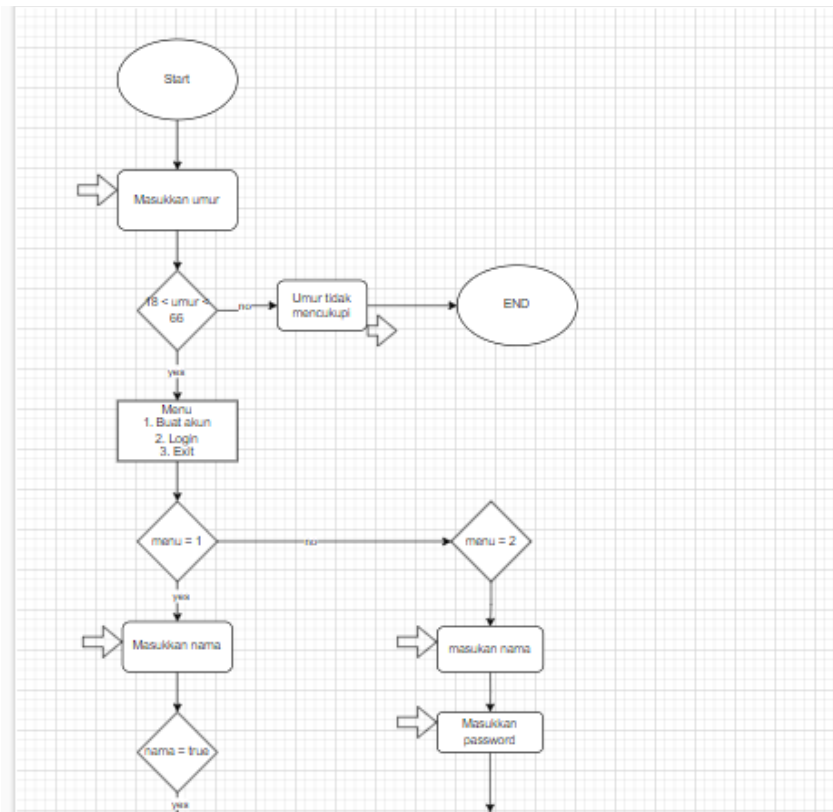 Start
Masukkan umur
18 < umur <
66
no
Umur tidak
mencukupi
END
yes
Menu
1. Buat akun
2. Login
3. Exit
menu = 1
no
menu = 2
yes
Masukkan nama
masukan nama
Masukkan
password
nama = true
yes